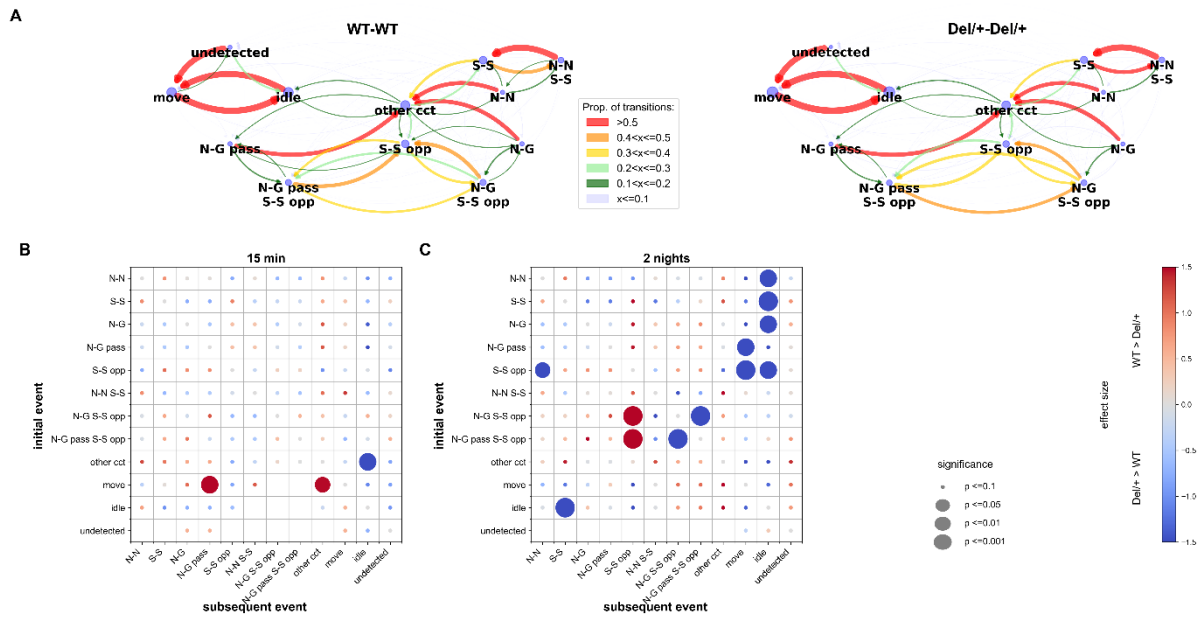 A
WT-WT
undetected
move
idle
S-S
N-N
S-S
N-N
other cct
N-G pass
S-S opp
N-G
N-G pass
S-S opp
N-G
S-S opp
Prop. of transitions:
>0.5
0.4<x<=0.5
0.3<x<=0.4
0.2<x<=0.3
0.1<x<=0.2
x<=0.1
Del/+-Del/+
undetected
move
idle
S-S
N-N
S-S
N-N
other cct
N-G pass
S-S opp
N-G
N-G pass
S-S opp
N-G
S-S opp
B
15 min
initial event
N-N
S-S
N-G
N-G pass
S-S opp
N-N S-S
N-G S-S opp
N-G pass S-S opp
other cct
move
idle
undetected
N-N
S-S
N-G
N-G pass
S-S opp
N-N S-S
N-G S-S opp
N-G pass S-S opp
other cct
move
idle
undetected
subsequent event
C
2 nights
initial event
N-N
S-S
N-G
N-G pass
S-S opp
N-N S-S
N-G S-S opp
N-G pass S-S opp
other cct
move
idle
undetected
N-N
S-S
N-G
N-G pass
S-S opp
N-N S-S
N-G S-S opp
N-G pass S-S opp
other cct
move
idle
undetected
subsequent event
significance
p <=0.1
p <=0.05
p <=0.01
p <=0.001
effect size
WT > Del/+
Del/+ > WT
1.5
1.0
0.5
0.0
−0.5
−1.0
−1.5